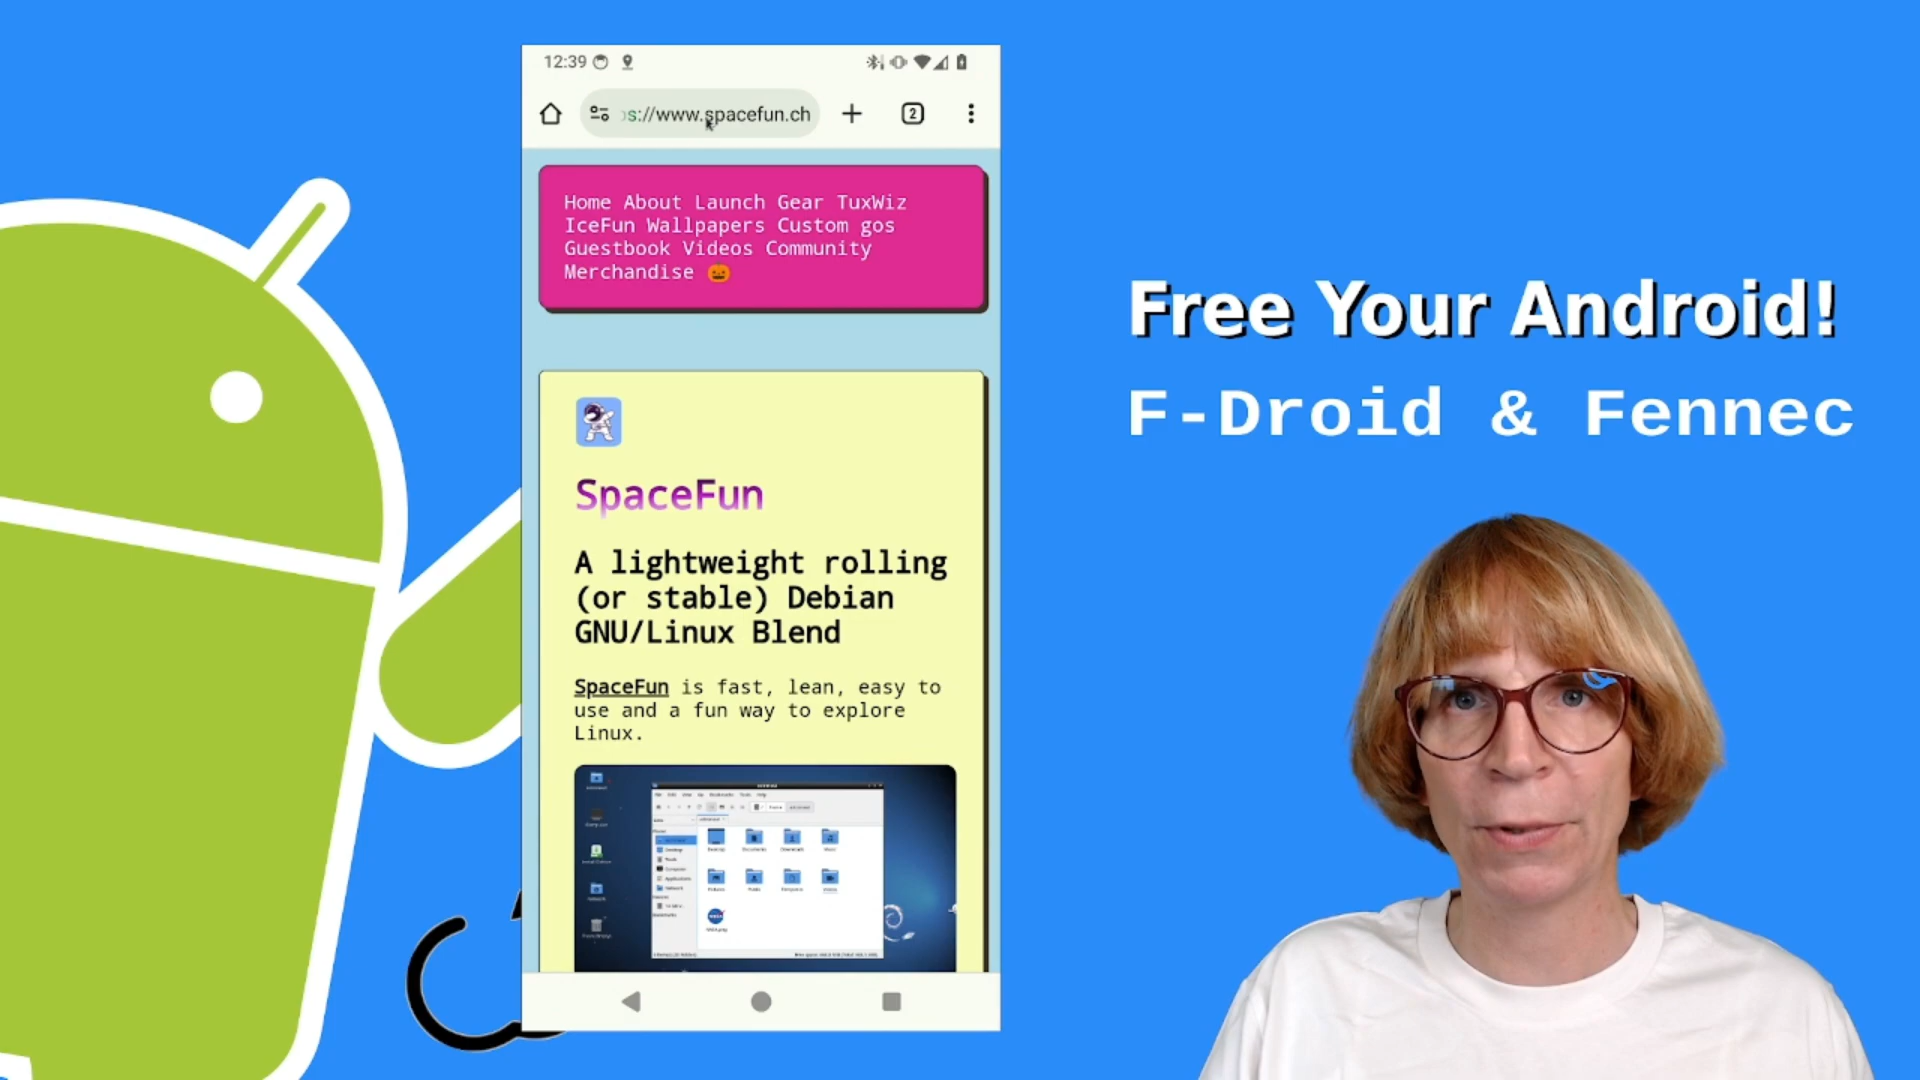 12:39
s://www.spacefun.ch
2
Home About Launch Gear TuxWiz
IceFun Wallpapers Custom gos
Guestbook Videos Community
Merchandise 🎃
SpaceFun
A lightweight rolling
(or stable) Debian
GNU/Linux Blend
SpaceFun is fast, lean, easy to
use and a fun way to explore
Linux.
Free Your Android!
F-Droid & Fennec